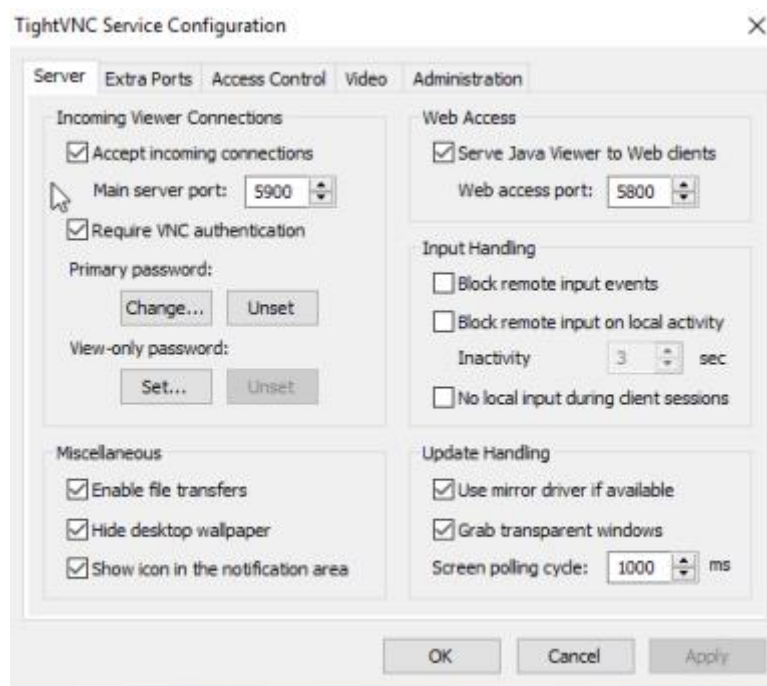 TightVNC Service Configuration
Server Extra Ports Access Control Video Administration
Incoming Viewer Connections
Accept incoming connections
Main server port: 5900
Require VNC authentication
Primary password:
Change... Unset
View-only password:
Set... Unset
Miscellaneous
Enable file transfers
Hide desktop wallpaper
Show icon in the notification area
Web Access
Serve Java Viewer to Web clients
Web access port: 5800
Input Handling
Block remote input events
Block remote input on local activity
Inactivity 3 sec
No local input during client sessions
Update Handling
Use mirror driver if available
Grab transparent windows
Screen polling cycle: 1000 ms
OK Cancel Apply